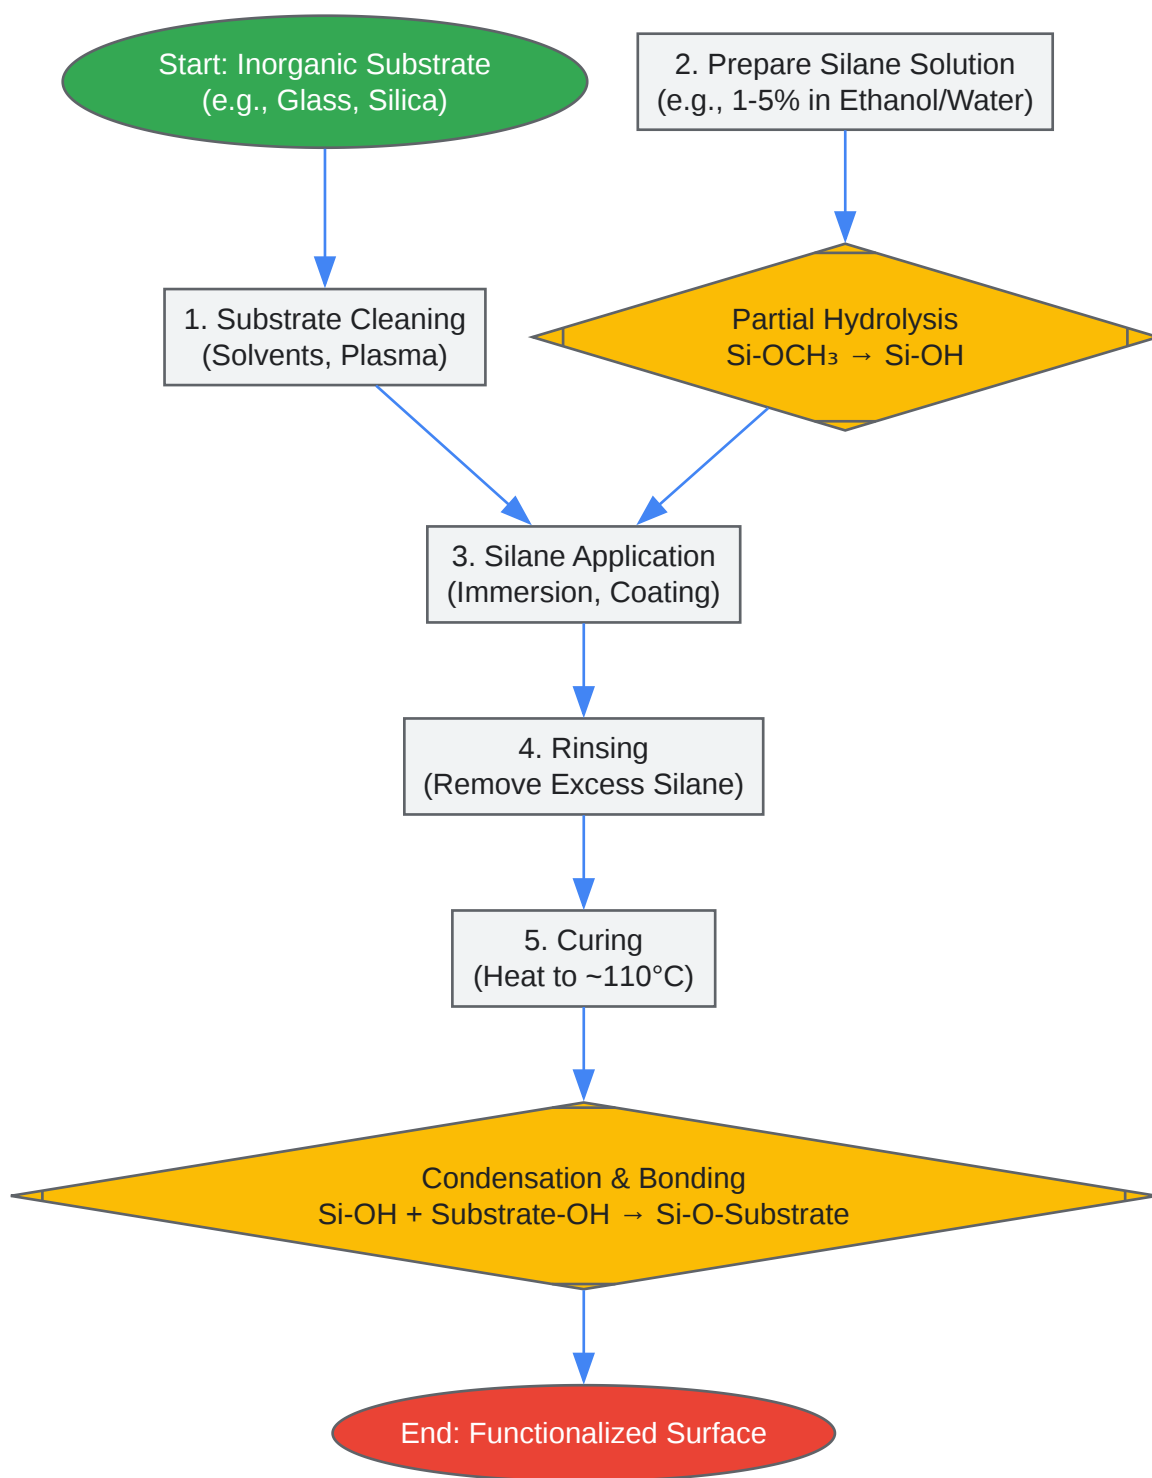 Start: Inorganic Substrate
(e.g., Glass, Silica)
2. Prepare Silane Solution
(e.g., 1-5% in Ethanol/Water)
1. Substrate Cleaning
(Solvents, Plasma)
Partial Hydrolysis
Si-OCH₃ → Si-OH
3. Silane Application
(Immersion, Coating)
4. Rinsing
(Remove Excess Silane)
5. Curing
(Heat to ~110°C)
Condensation & Bonding
Si-OH + Substrate-OH → Si-O-Substrate
End: Functionalized Surface